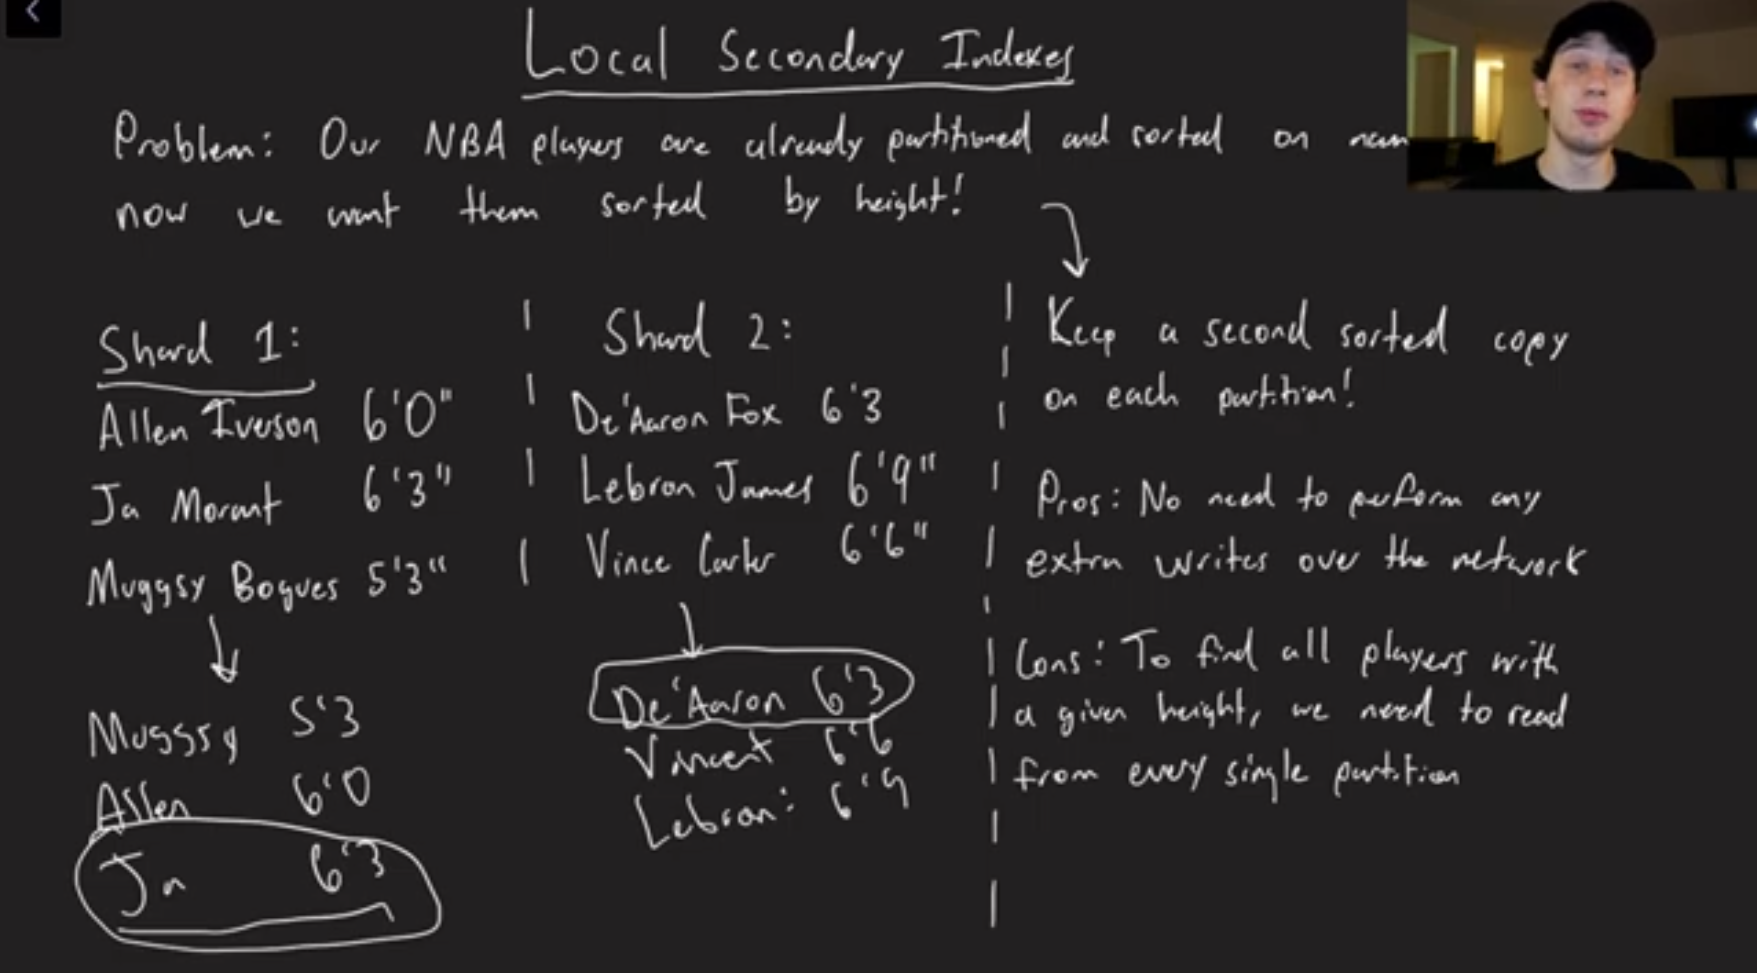 Local Secondary Indexes
Problem: Our NBA players are already partitioned and sorted on nam
now we want them sorted by height!
Shard 1:
Allen Iverson 6'0"
Ja Morant 6'3"
Muggsy Bogues 5'3"
Muggsy 5'3
Allen 6'0
Ja 6'3
Shard 2:
De'Aaron Fox 6'3
Lebron James 6'9"
Vince Carter 6'6"
De'Aaron 6'3
Vincent 6'6
Lebron: 6'9
Keep a second sorted copy
on each partition!
Pros: No need to perform any
extra writes over the network
Cons: To find all players with
a given height, we need to read
from every single partition